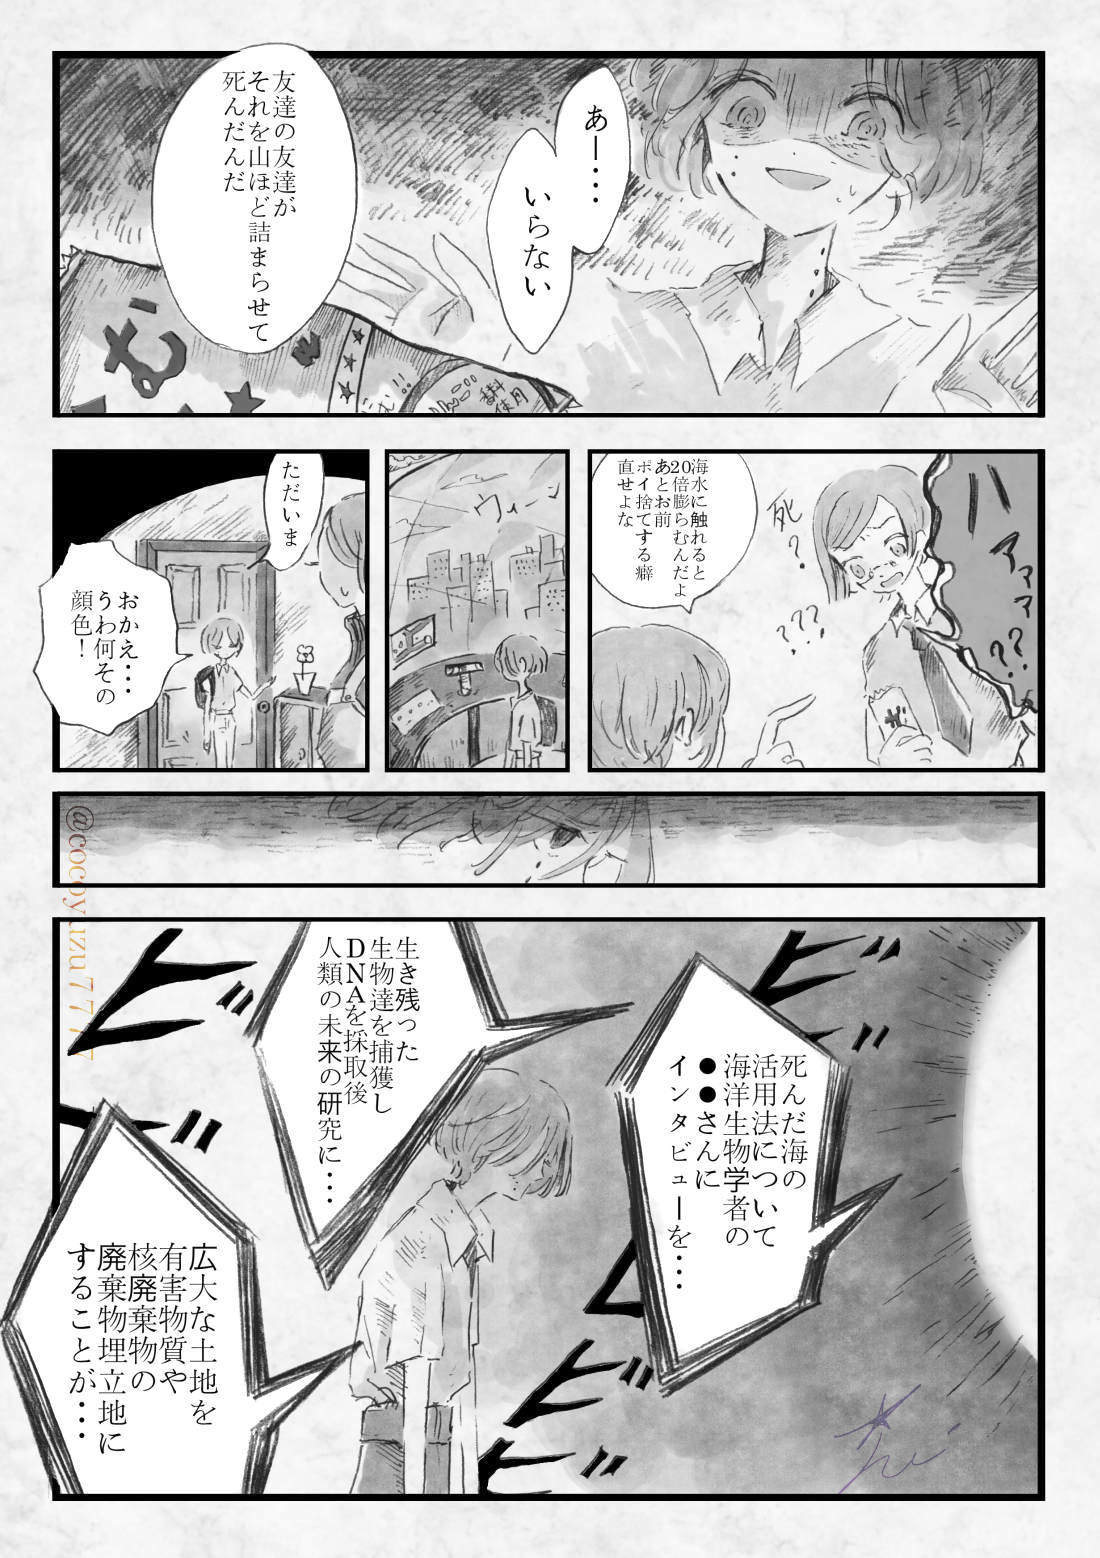 あー・・・
いらない
友達の友達が
それを山ほど詰まらせて
死んだんだ
海水に触れると
20倍膨らむんだよ
あとお前
ポイ捨てする癖
直せよな
死？
？？？
ウィーン
ただいま
おかえ・・・
うわ何その
顔色！
死んだ海の
活用法について
海洋生物学者の
●●さんに
インタビューを・・・
生き残った
生物達を捕獲し
DNAを採取後
人類の未来の研究に・・・
広大な土地を
有害物質や
核廃棄物の
廃棄物埋立地に
することが・・・
@cocoyuzu7777